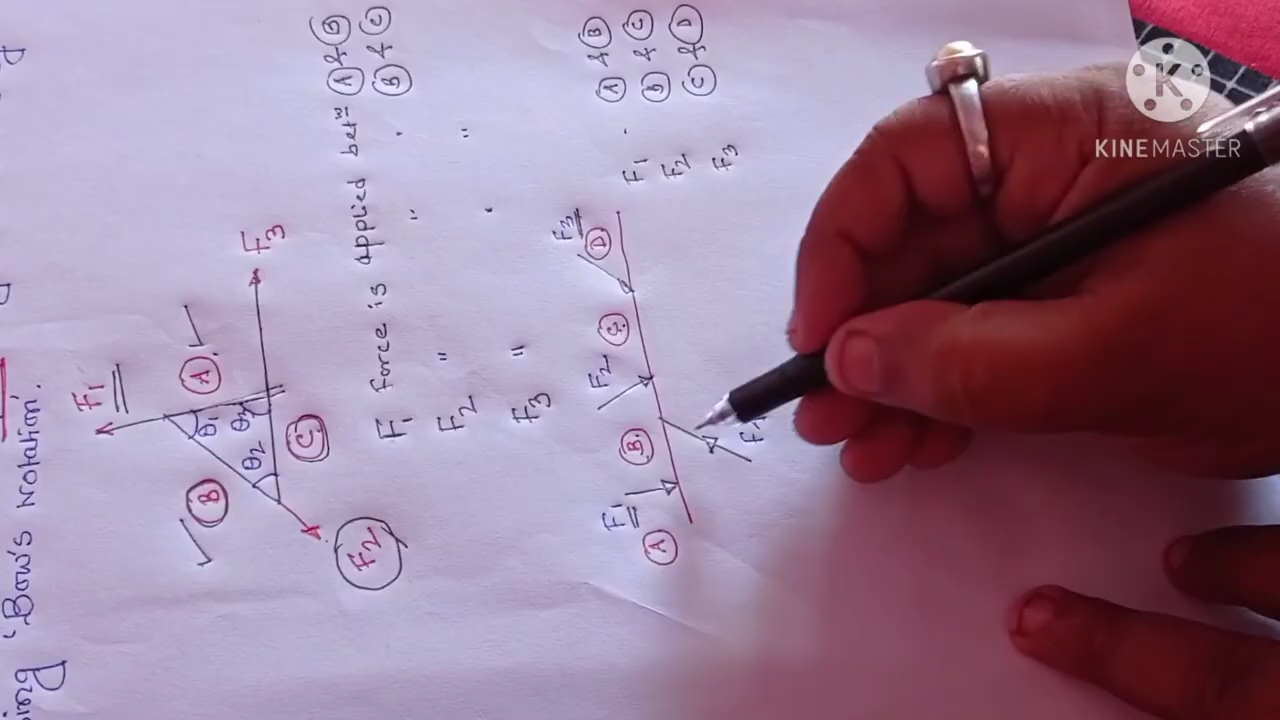 ing 'Bow's Notation'.
F1
A
B
θ1
θ2
F3
C
F2
F1 force is applied betn A & B
F2 " " . B & C
F3 " " "
F1
F2
F3
A
B
C
D
F1 . A & B
F2 B & C
F3 C & D
KINEMASTER